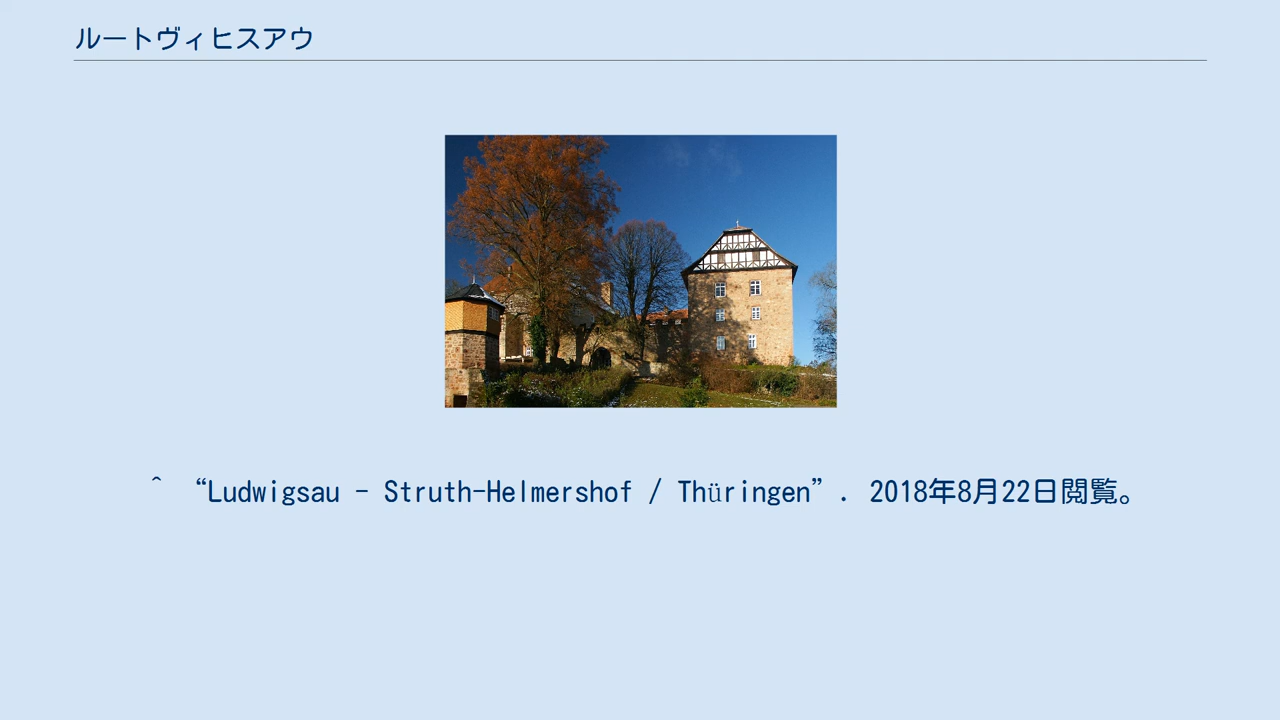 ルートヴィヒスアウ
^ “Ludwigsau - Struth-Helmershof / Thüringen”. 2018年8月22日閲覧。